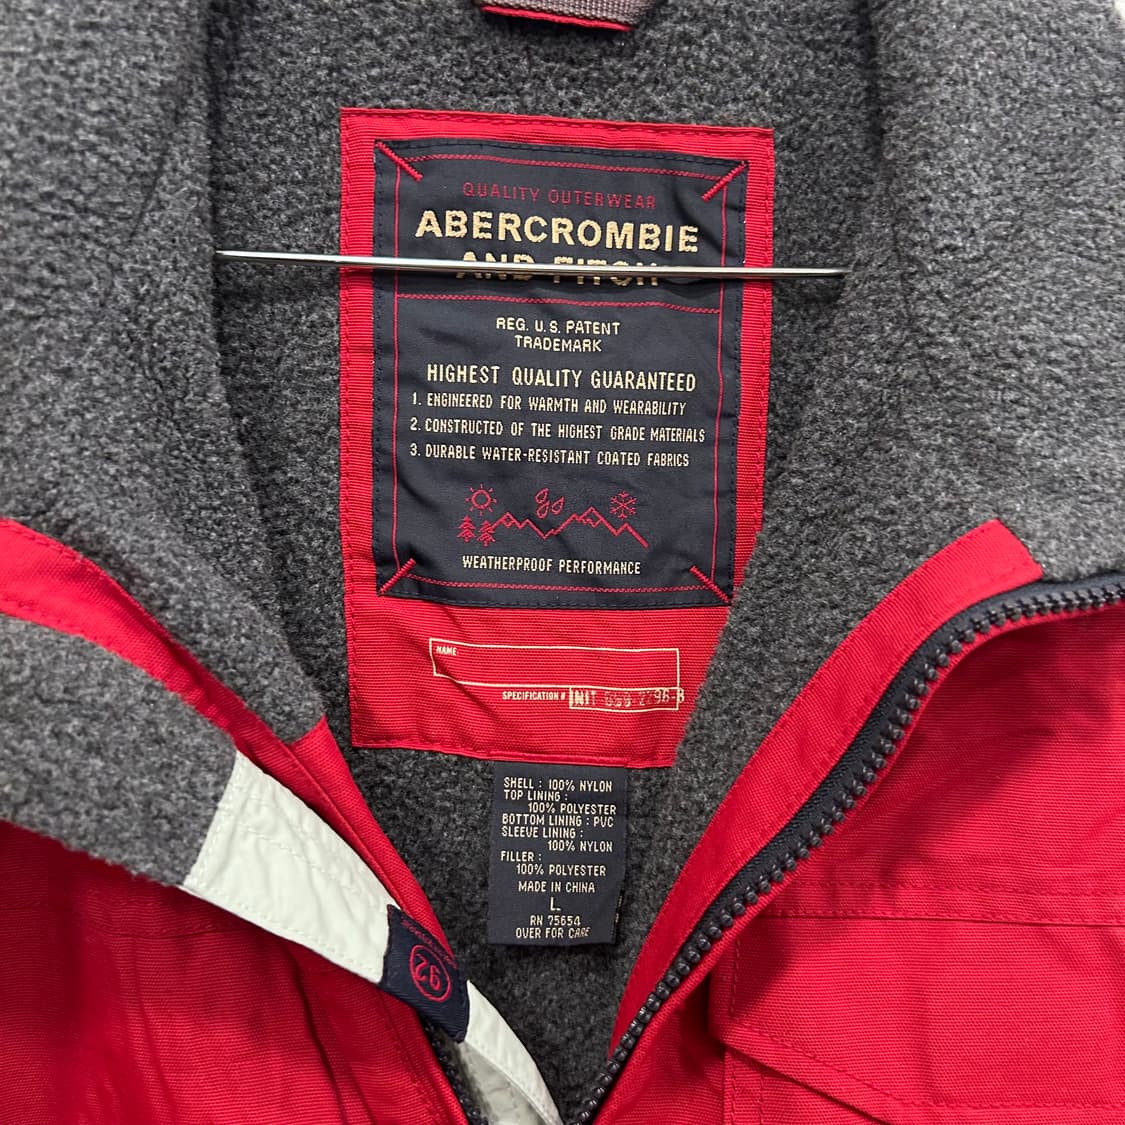 QUALITY OUTERWEAR
ABERCROMBIE
AND FITCH
REG. U.S. PATENT
TRADEMARK
HIGHEST QUALITY GUARANTEED
1. ENGINEERED FOR WARMTH AND WEARABILITY
2. CONSTRUCTED OF THE HIGHEST GRADE MATERIALS
3. DURABLE WATER-RESISTANT COATED FABRICS
WEATHERPROOF PERFORMANCE
NAME
SPECIFICATION #
SHELL : 100% NYLON
TOP LINING :
100% POLYESTER
BOTTOM LINING : PVC
SLEEVE LINING :
100% NYLON
FILLER :
100% POLYESTER
MADE IN CHINA
L
RN 75654
OVER FOR CARE
92